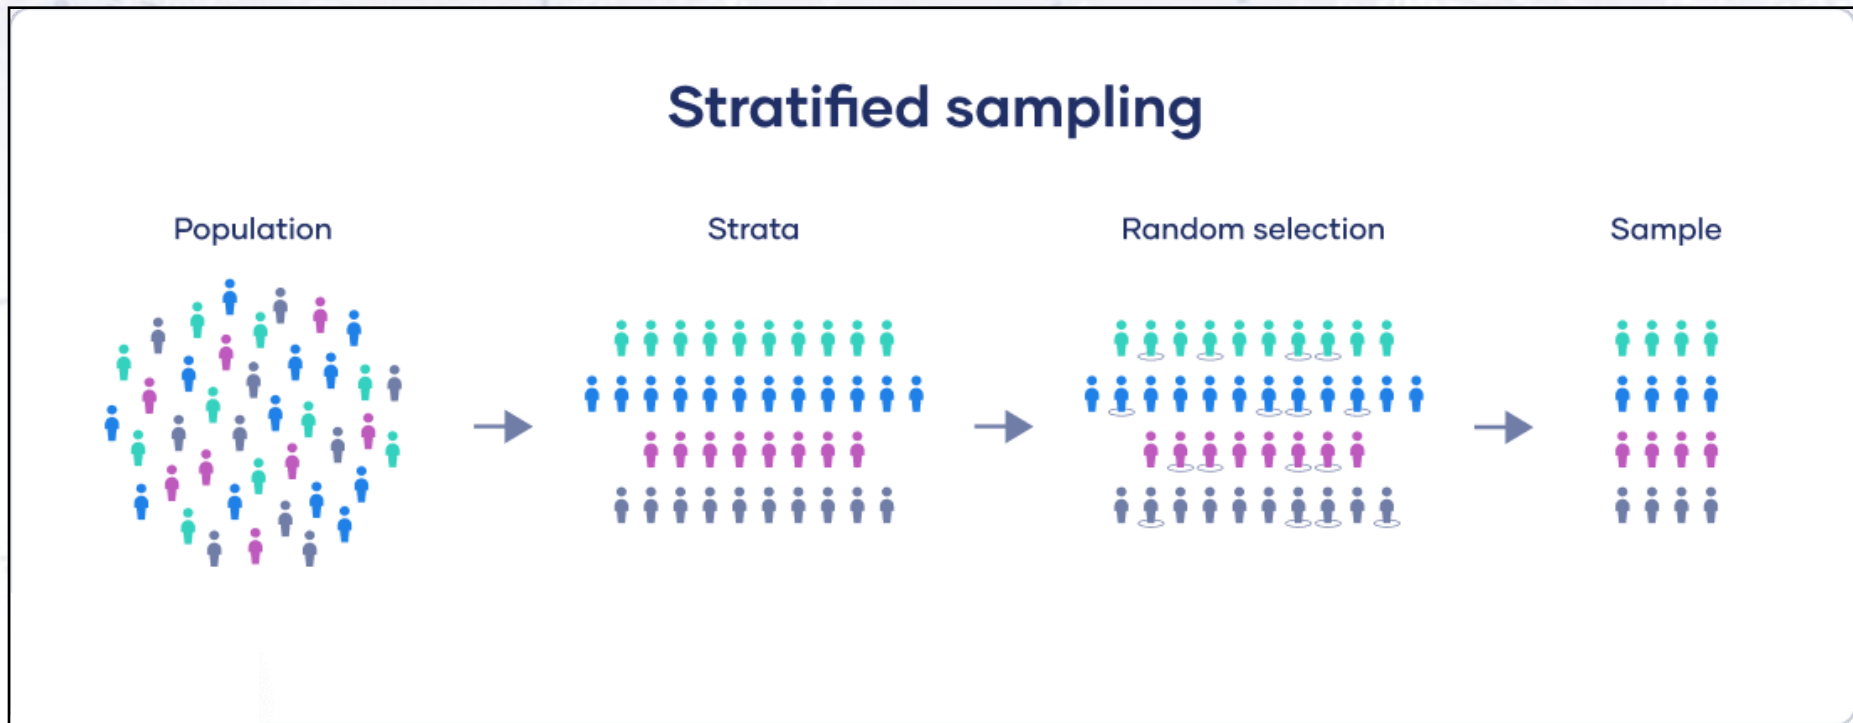 Stratified sampling
Population
Strata
Random selection
Sample